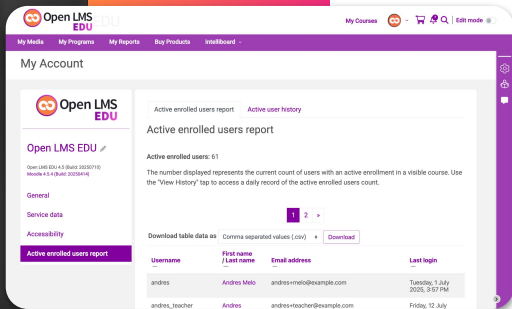 Open LMS
EDU
My Courses
Edit mode
My Media
My Programs
My Reports
Buy Products
Intelliboard
My Account
Open LMS
EDU
Open LMS EDU
Open LMS EDU 4.5 (Build: 20250715)
Moodle 4.5.4 (Build: 20250414)
General
Service data
Accessibility
Active enrolled users report
Active enrolled users report
Active user history
Active enrolled users report
Active enrolled users: 61
The number displayed represents the current count of users with an active enrollment in a visible course. Use
the "View History" tap to access a daily record of the active enrolled users count.
1 2 »
Download table data as
Comma separated values (.csv)
Download
Username
First name
/ Last name
Email address
Last login
andres
Andres Melo
andres+melo@example.com
Tuesday, 1 July
2025, 3:57 PM
andres_teacher
Andres
andres+teacher@example.com
Friday, 12 July